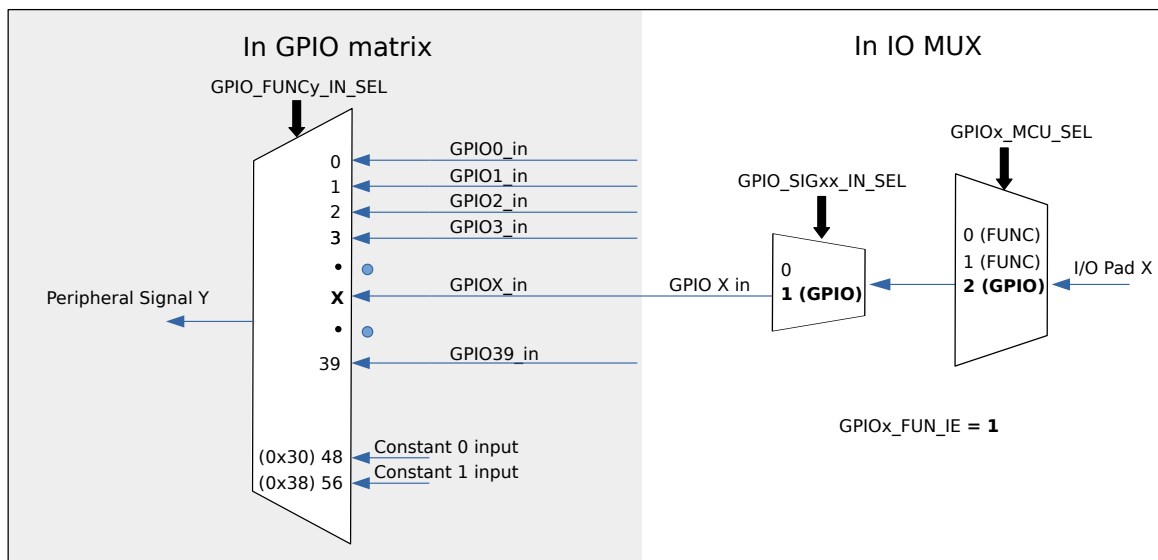 In GPIO matrix
In IO MUX
GPIO_FUNCy_IN_SEL
GPIOx_MCU_SEL
GPIO_SIGxx_IN_SEL
0
GPIO0_in
1
GPIO1_in
2
GPIO2_in
3
GPIO3_in
X
GPIOX_in
39
GPIO39_in
(0x30) 48
Constant 0 input
(0x38) 56
Constant 1 input
Peripheral Signal Y
GPIO X in
0
1 (GPIO)
0 (FUNC)
1 (FUNC)
2 (GPIO)
I/O Pad X
GPIOx_FUN_IE = 1